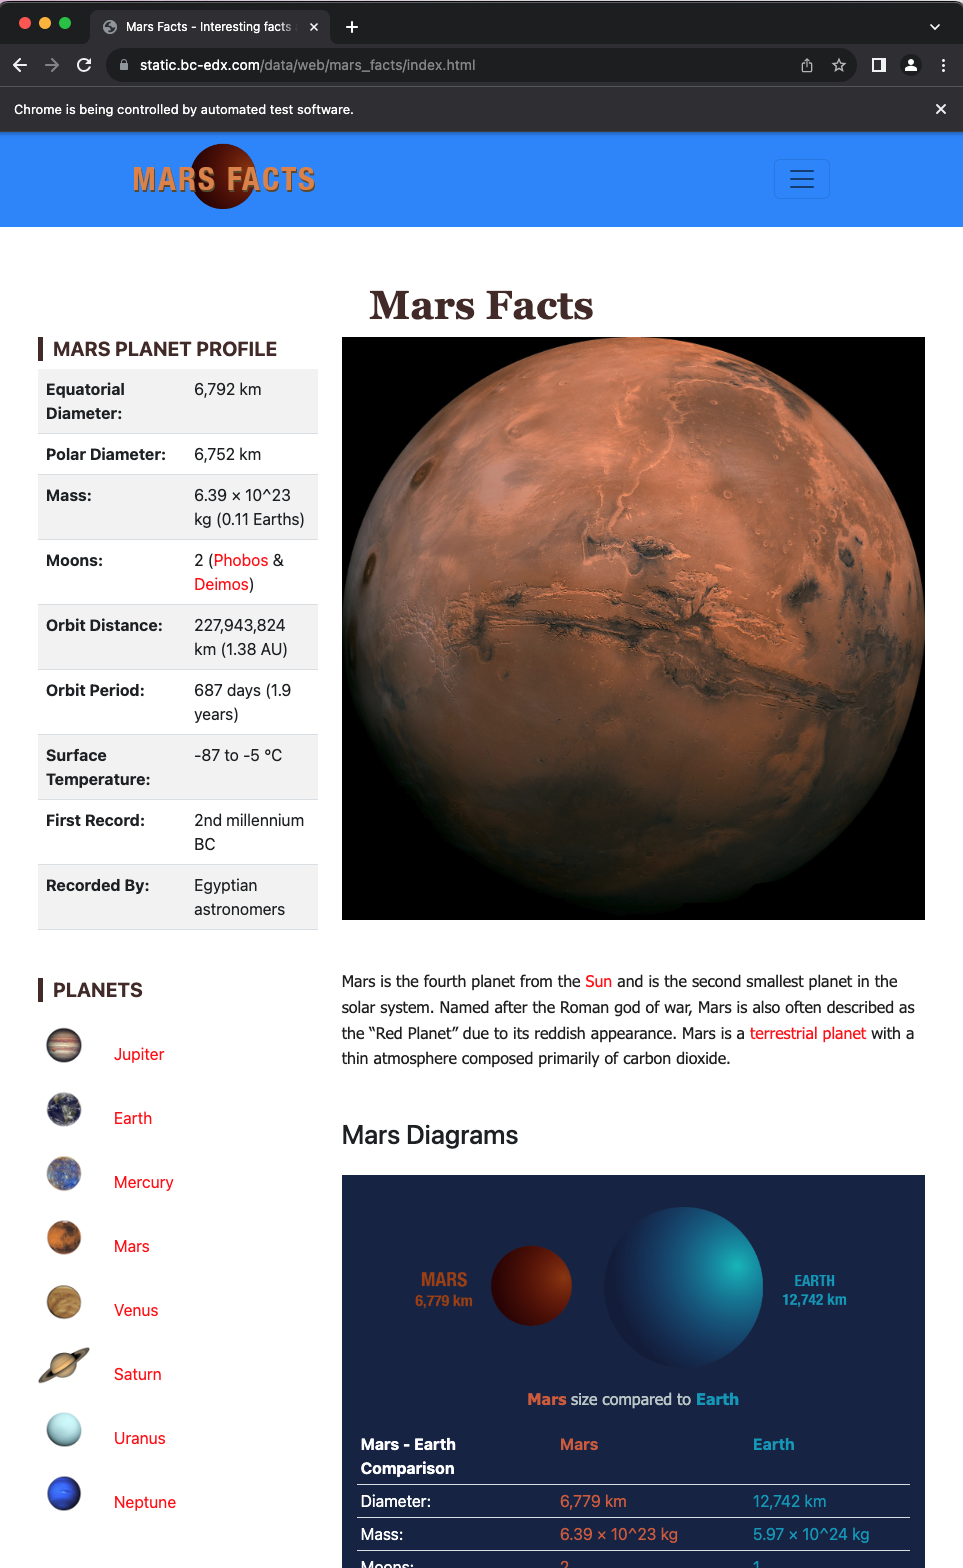 Mars Facts - Interesting facts
static.bc-edx.com/data/web/mars_facts/index.html
Chrome is being controlled by automated test software.
MARS FACTS
Mars Facts
MARS PLANET PROFILE
Equatorial Diameter: 6,792 km
Polar Diameter: 6,752 km
Mass: 6.39 × 10^23 kg (0.11 Earths)
Moons: 2 (Phobos & Deimos)
Orbit Distance: 227,943,824 km (1.38 AU)
Orbit Period: 687 days (1.9 years)
Surface Temperature: -87 to -5 °C
First Record: 2nd millennium BC
Recorded By: Egyptian astronomers
PLANETS
Jupiter
Earth
Mercury
Mars
Venus
Saturn
Uranus
Neptune
Mars is the fourth planet from the Sun and is the second smallest planet in the
solar system. Named after the Roman god of war, Mars is also often described as
the “Red Planet” due to its reddish appearance. Mars is a terrestrial planet with a
thin atmosphere composed primarily of carbon dioxide.
Mars Diagrams
MARS
6,779 km
EARTH
12,742 km
Mars size compared to Earth
Mars - Earth Comparison Mars Earth
Diameter: 6,779 km 12,742 km
Mass: 6.39 × 10^23 kg 5.97 × 10^24 kg
Moons: 2 1